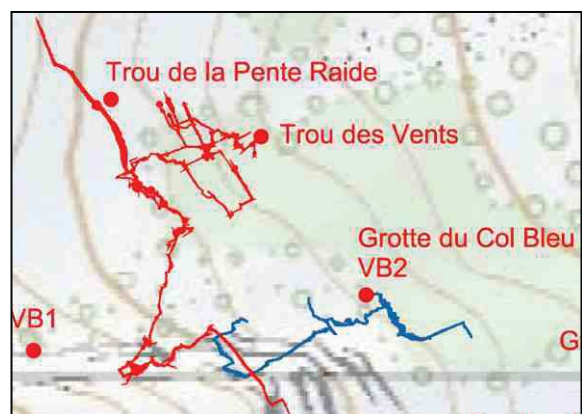 Trou de la Pente Raide
Trou des Vents
Grotte du Col Bleu
VB2
VB1
G